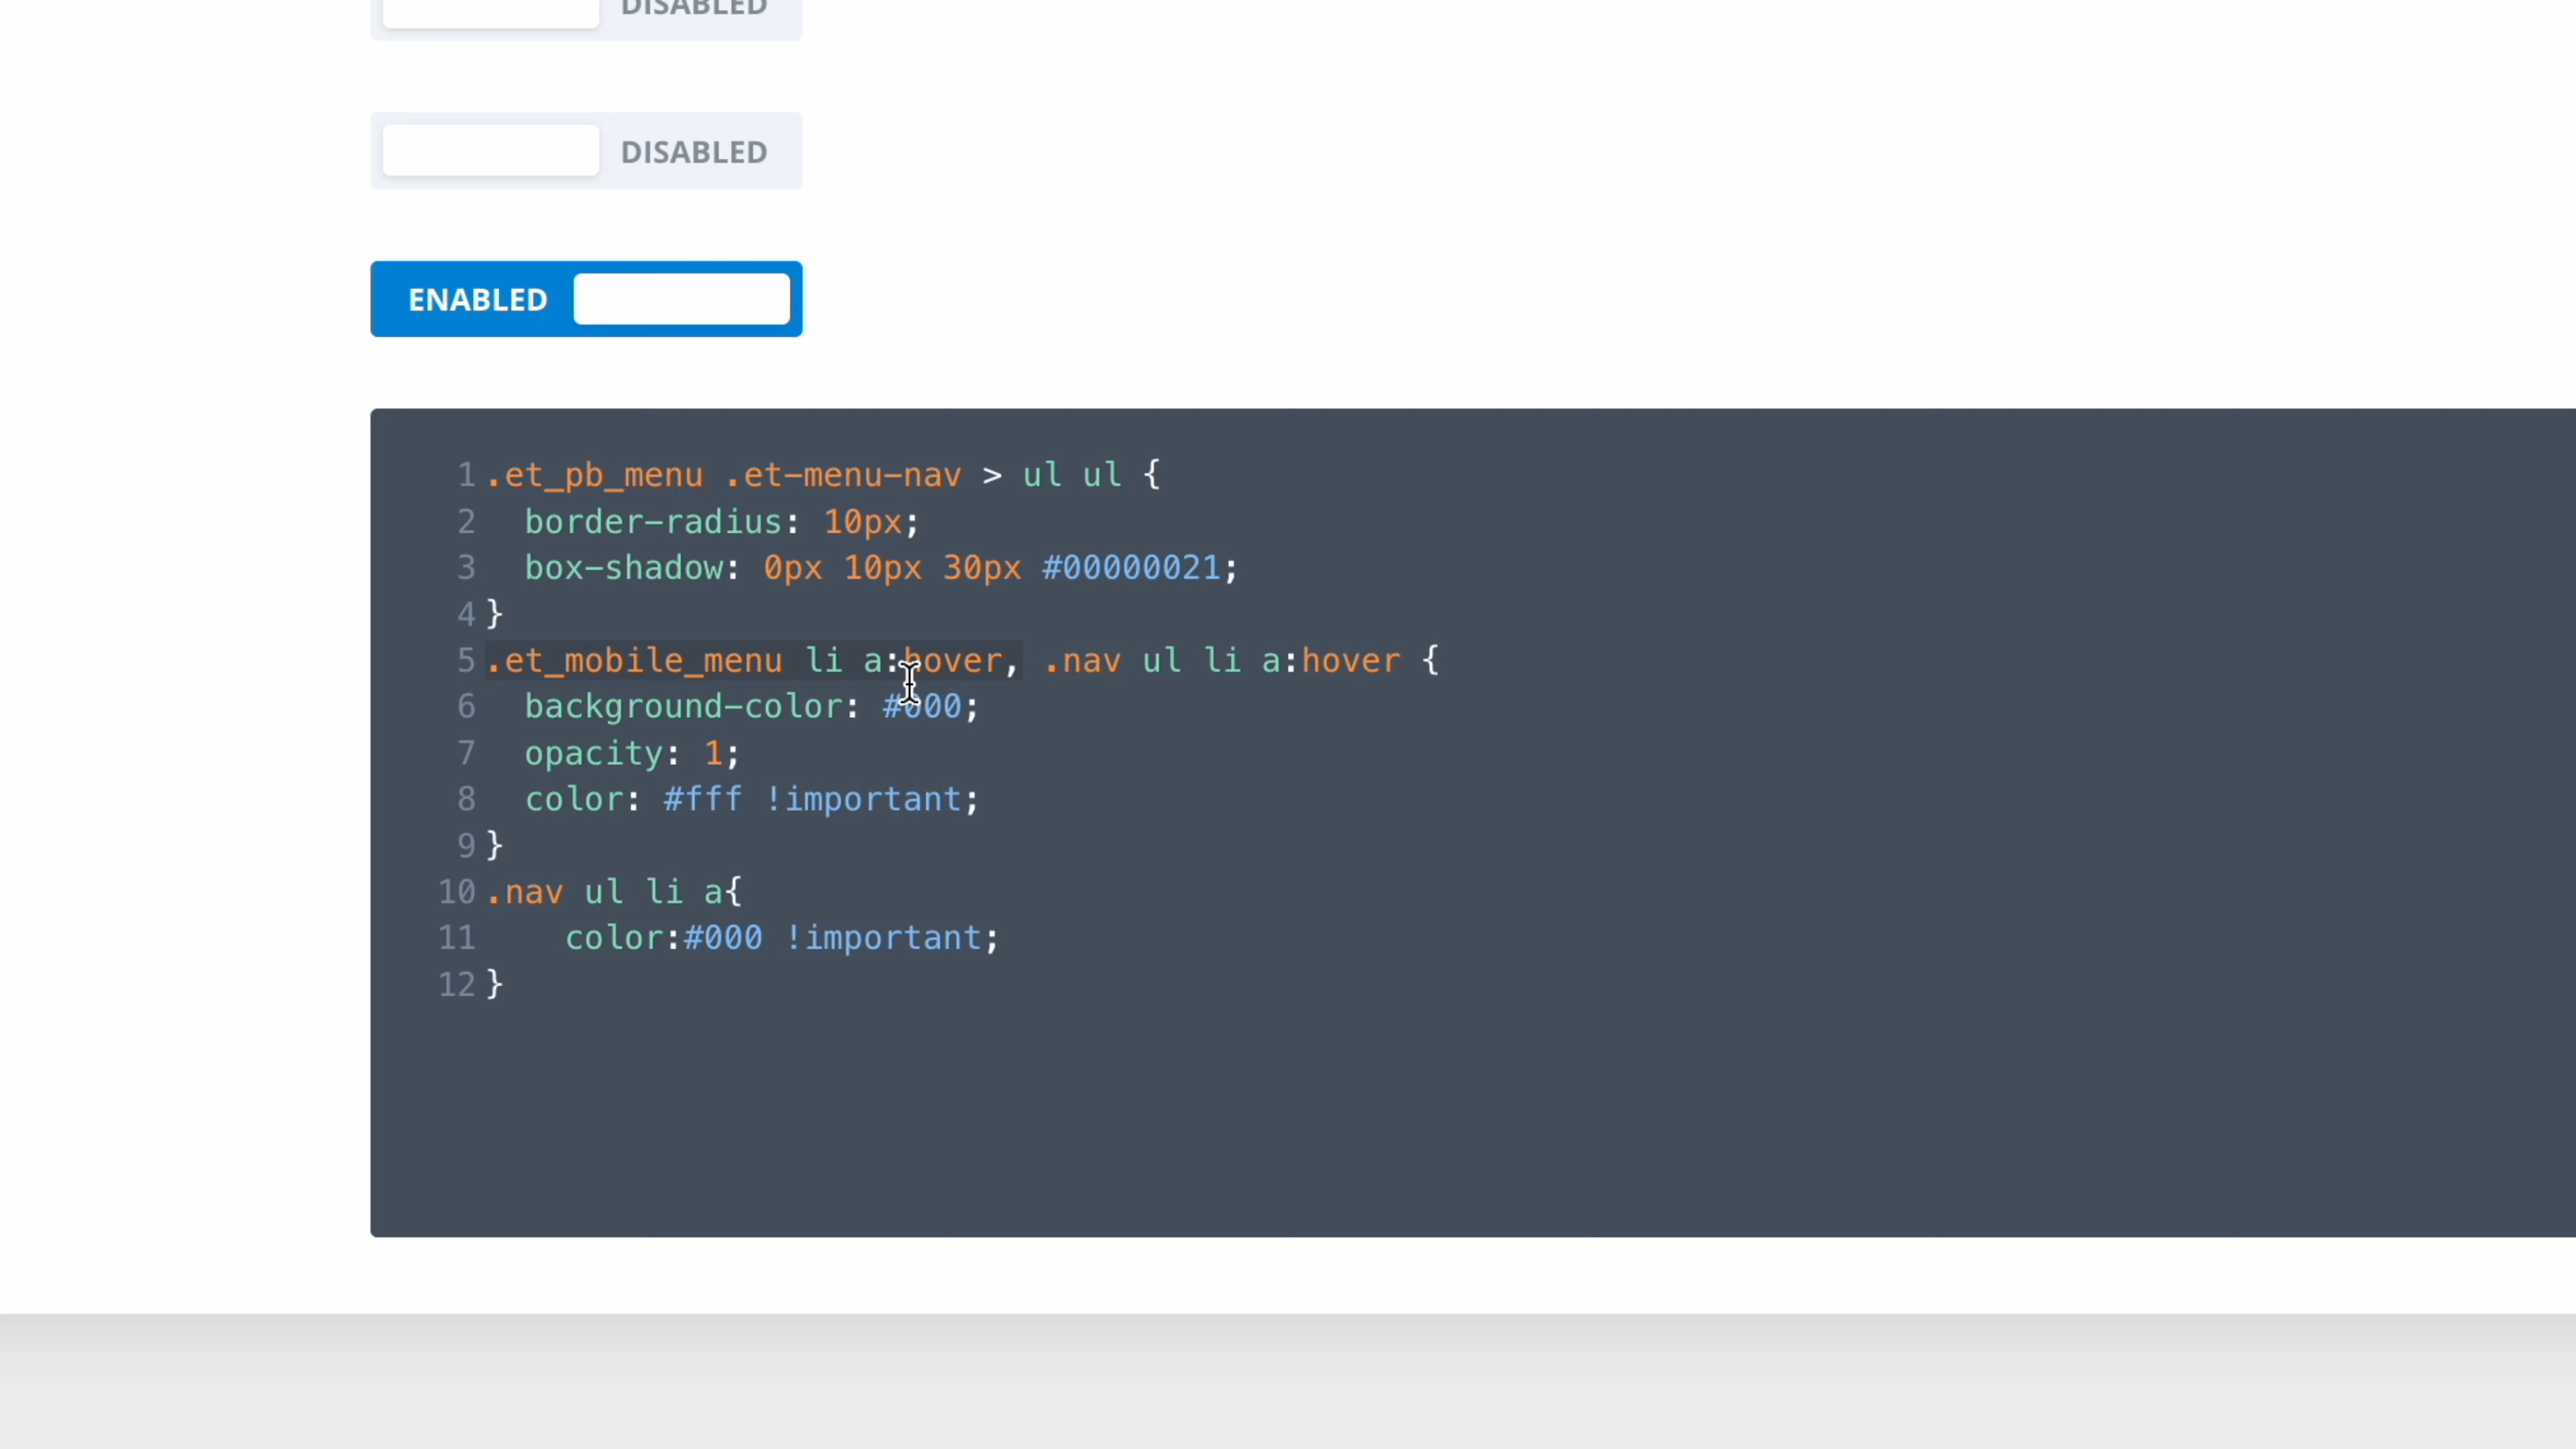 DISABLED
DISABLED
ENABLED
1 .et_pb_menu .et-menu-nav > ul ul {
2   border-radius: 10px;
3   box-shadow: 0px 10px 30px #00000021;
4 }
5 .et_mobile_menu li a:hover, .nav ul li a:hover {
6   background-color: #000;
7   opacity: 1;
8   color: #fff !important;
9 }
10 .nav ul li a{
11     color:#000 !important;
12 }